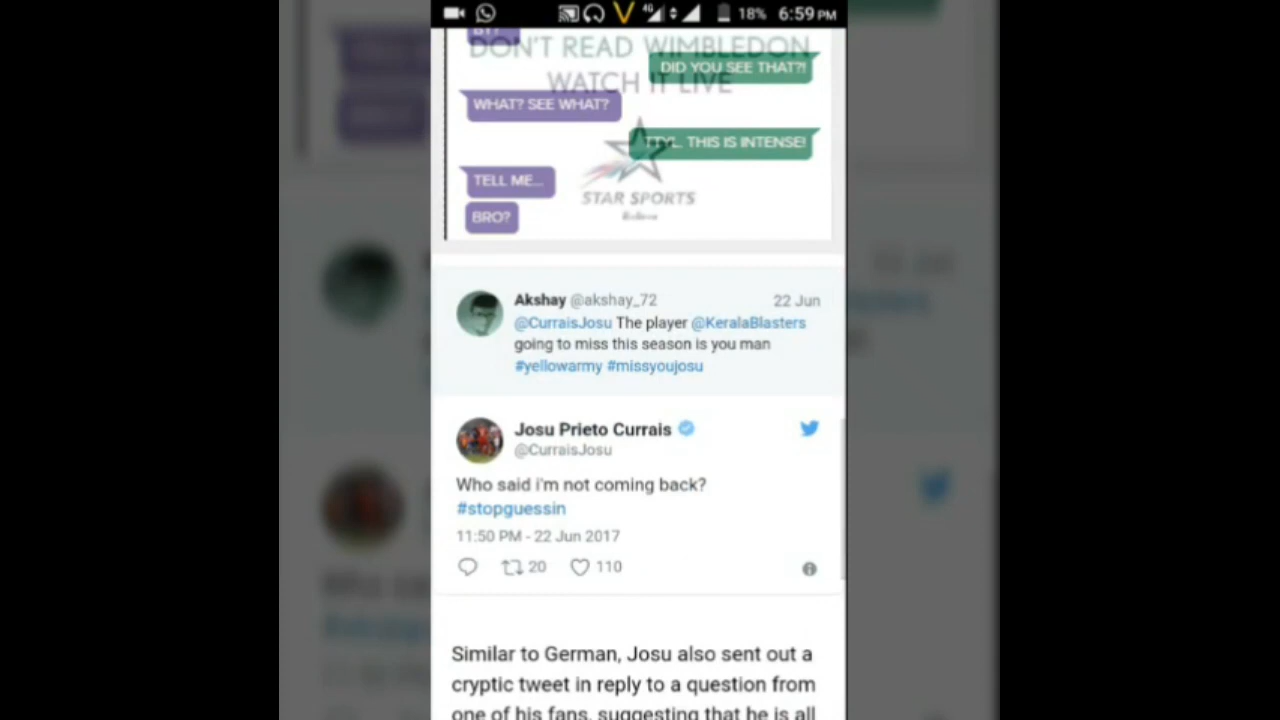 4G 18% 6:59 PM
BY?
DON'T READ WIMBLEDON
DID YOU SEE THAT?!
WATCH IT LIVE
WHAT? SEE WHAT?
TTYL. THIS IS INTENSE!
TELL ME...
STAR SPORTS
Believe
BRO?
Akshay @akshay_72 22 Jun
@CurraisJosu The player @KeralaBlasters
going to miss this season is you man
#yellowarmy #missyoujosu
Josu Prieto Currais
@CurraisJosu
Who said i'm not coming back?
#stopguessin
11:50 PM - 22 Jun 2017
20 110
Similar to German, Josu also sent out a
cryptic tweet in reply to a question from
one of his fans, suggesting that he is all